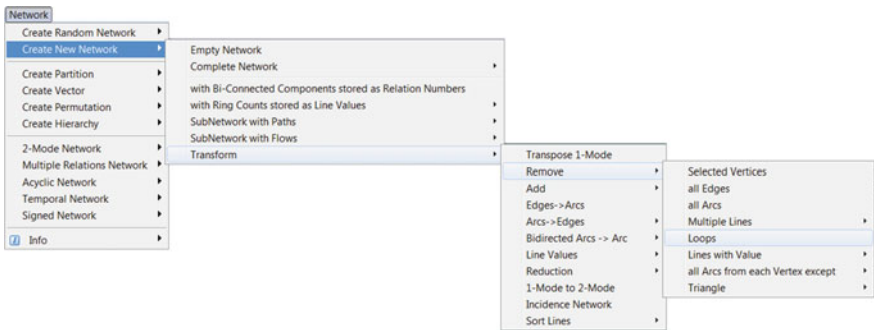 Network
Create Random Network
Create New Network
Create Partition
Create Vector
Create Permutation
Create Hierarchy
2-Mode Network
Multiple Relations Network
Acyclic Network
Temporal Network
Signed Network
i Info
Empty Network
Complete Network
with Bi-Connected Components stored as Relation Numbers
with Ring Counts stored as Line Values
SubNetwork with Paths
SubNetwork with Flows
Transform
Transpose 1-Mode
Remove
Add
Edges->Arcs
Arcs->Edges
Bidirected Arcs -> Arc
Line Values
Reduction
1-Mode to 2-Mode
Incidence Network
Sort Lines
Selected Vertices
all Edges
all Arcs
Multiple Lines
Loops
Lines with Value
all Arcs from each Vertex except
Triangle